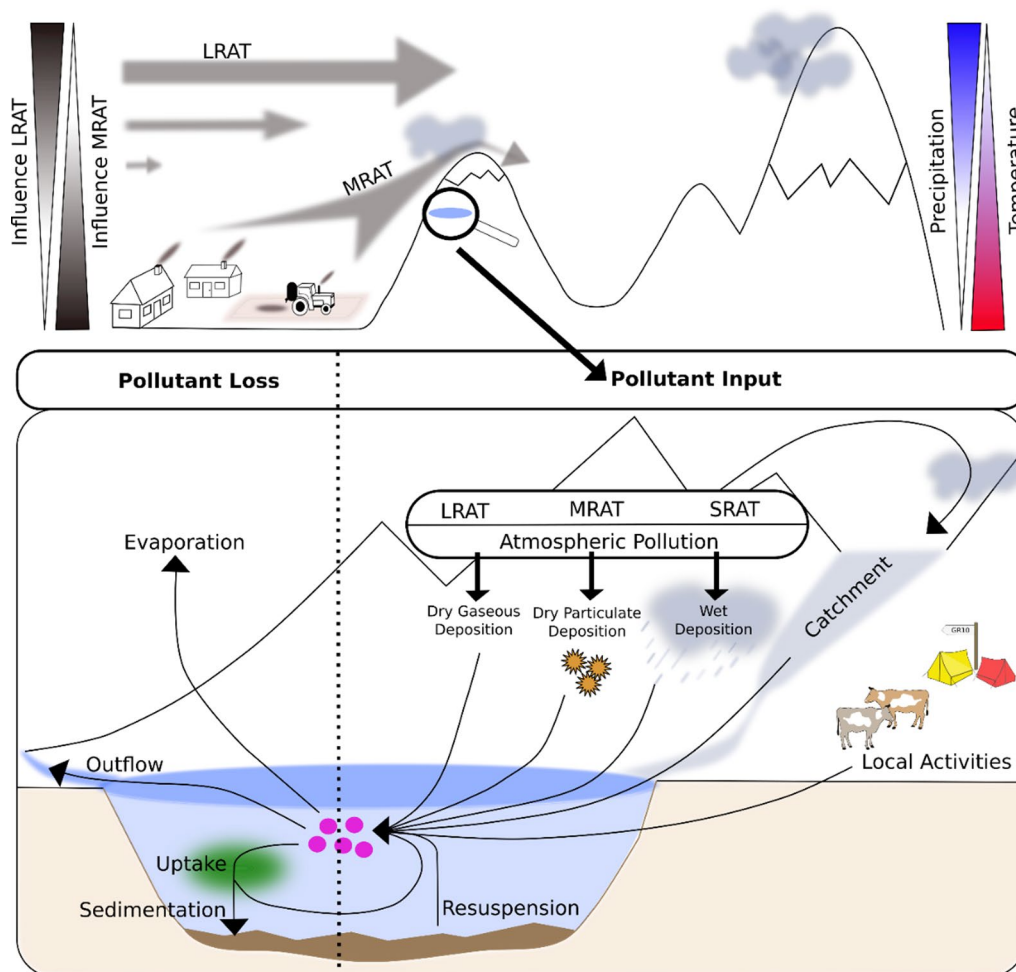 LRAT
Influence LRAT
Influence MRAT
MRAT
Precipitation
Temperature
Pollutant Loss
Pollutant Input
LRAT MRAT SRAT
Atmospheric Pollution
Evaporation
Dry Gaseous
Deposition
Dry Particulate
Deposition
Wet
Deposition
Catchment
GR10
Outflow
Local Activities
Uptake
Sedimentation
Resuspension